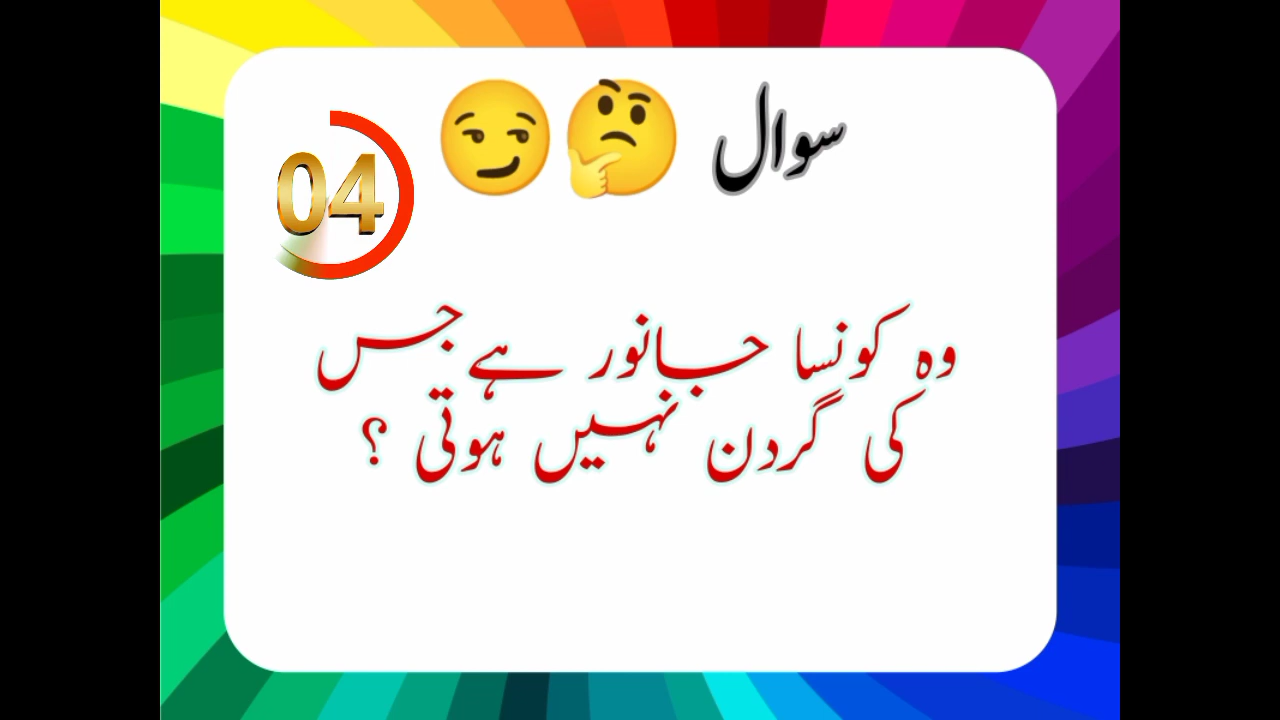 سوال
04
وہ کونسا جانور ہے جس
کی گردن نہیں ہوتی ؟